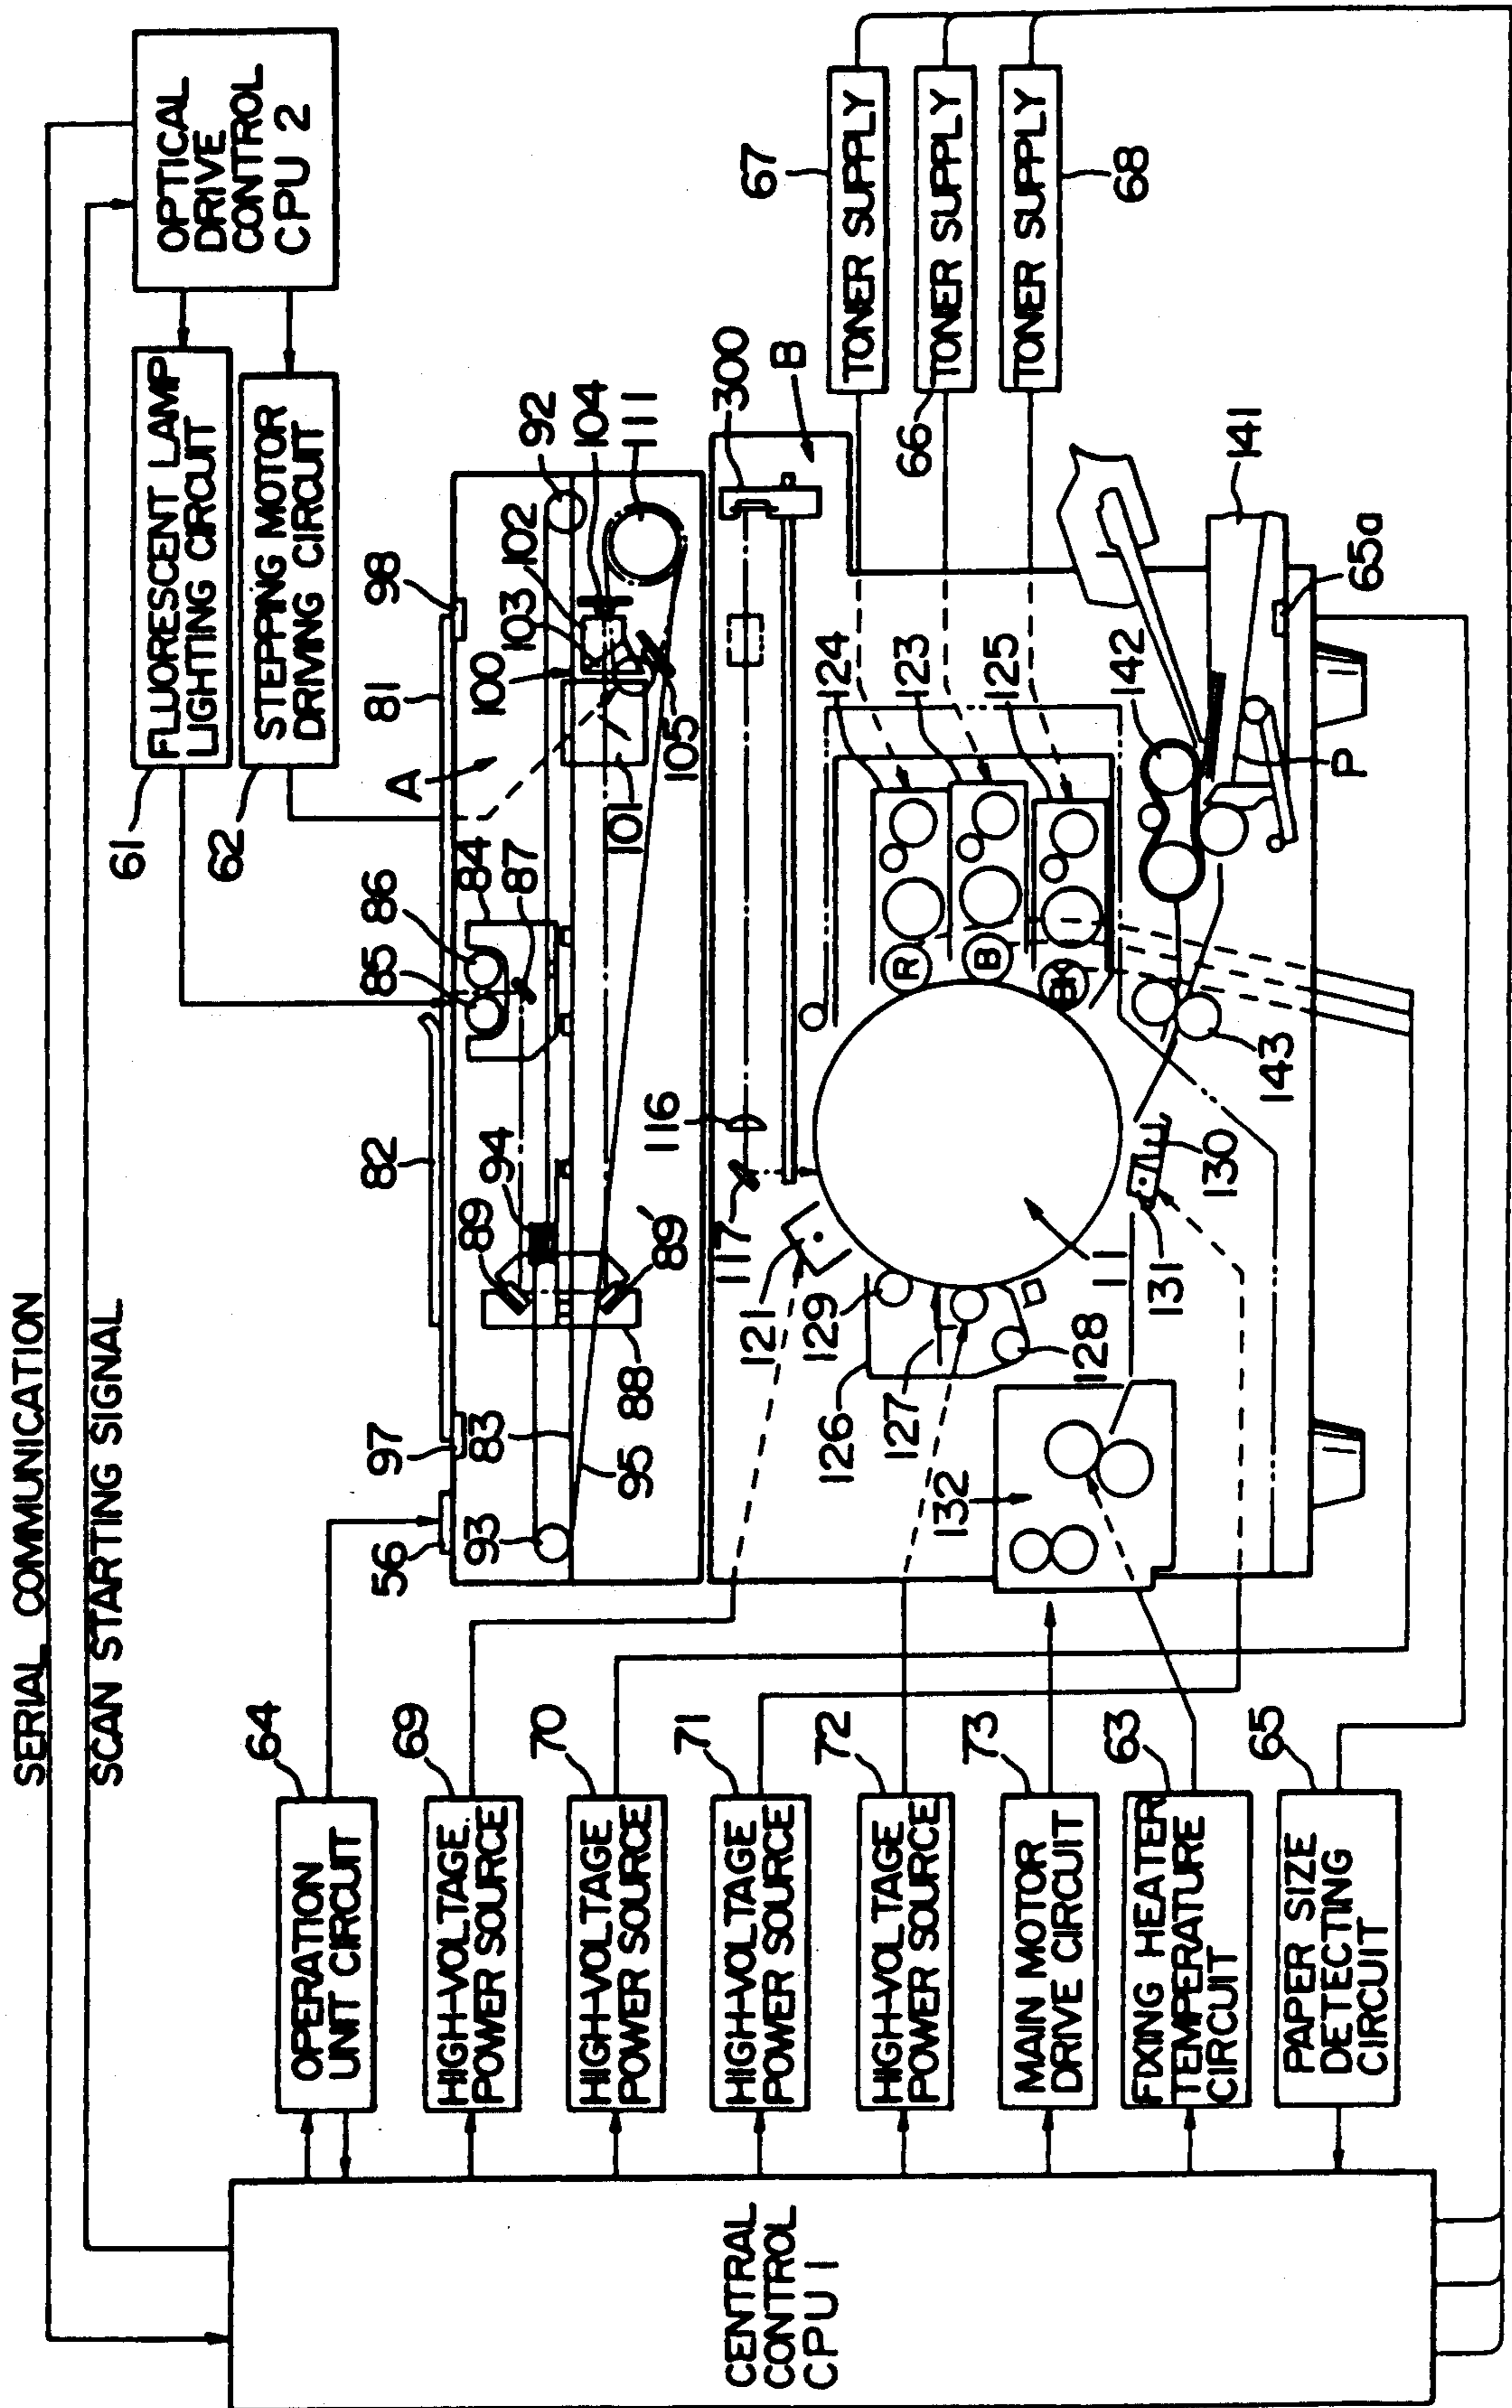 SERIAL COMMUNICATION
SCAN STARTING SIGNAL
CENTRAL
CONTROL
CPU 1
OPERATION
UNIT CIRCUIT
64
HIGH-VOLTAGE
POWER SOURCE
69
HIGH-VOLTAGE
POWER SOURCE
70
HIGH-VOLTAGE
POWER SOURCE
71
HIGH-VOLTAGE
POWER SOURCE
72
MAIN MOTOR
DRIVE CIRCUIT
73
FIXING HEATER
TEMPERATURE
CIRCUIT
63
PAPER SIZE
DETECTING
CIRCUIT
65
OPTICAL
DRIVE
CONTROL
CPU 2
FLUORESCENT LAMP
LIGHTING CIRCUIT
61
STEPPING MOTOR
DRIVING CIRCUIT
62
56
97
82
85
86
84
87
A
81
98
100
103
102
104
92
111
93
83
95
88
89
94
89'
101
105
116
117
300
B
121
129
126
127
128
132
11
131
130
143
142
124
123
125
R
B
BK
P
141
65a
67
TONER SUPPLY
66
TONER SUPPLY
TONER SUPPLY
68